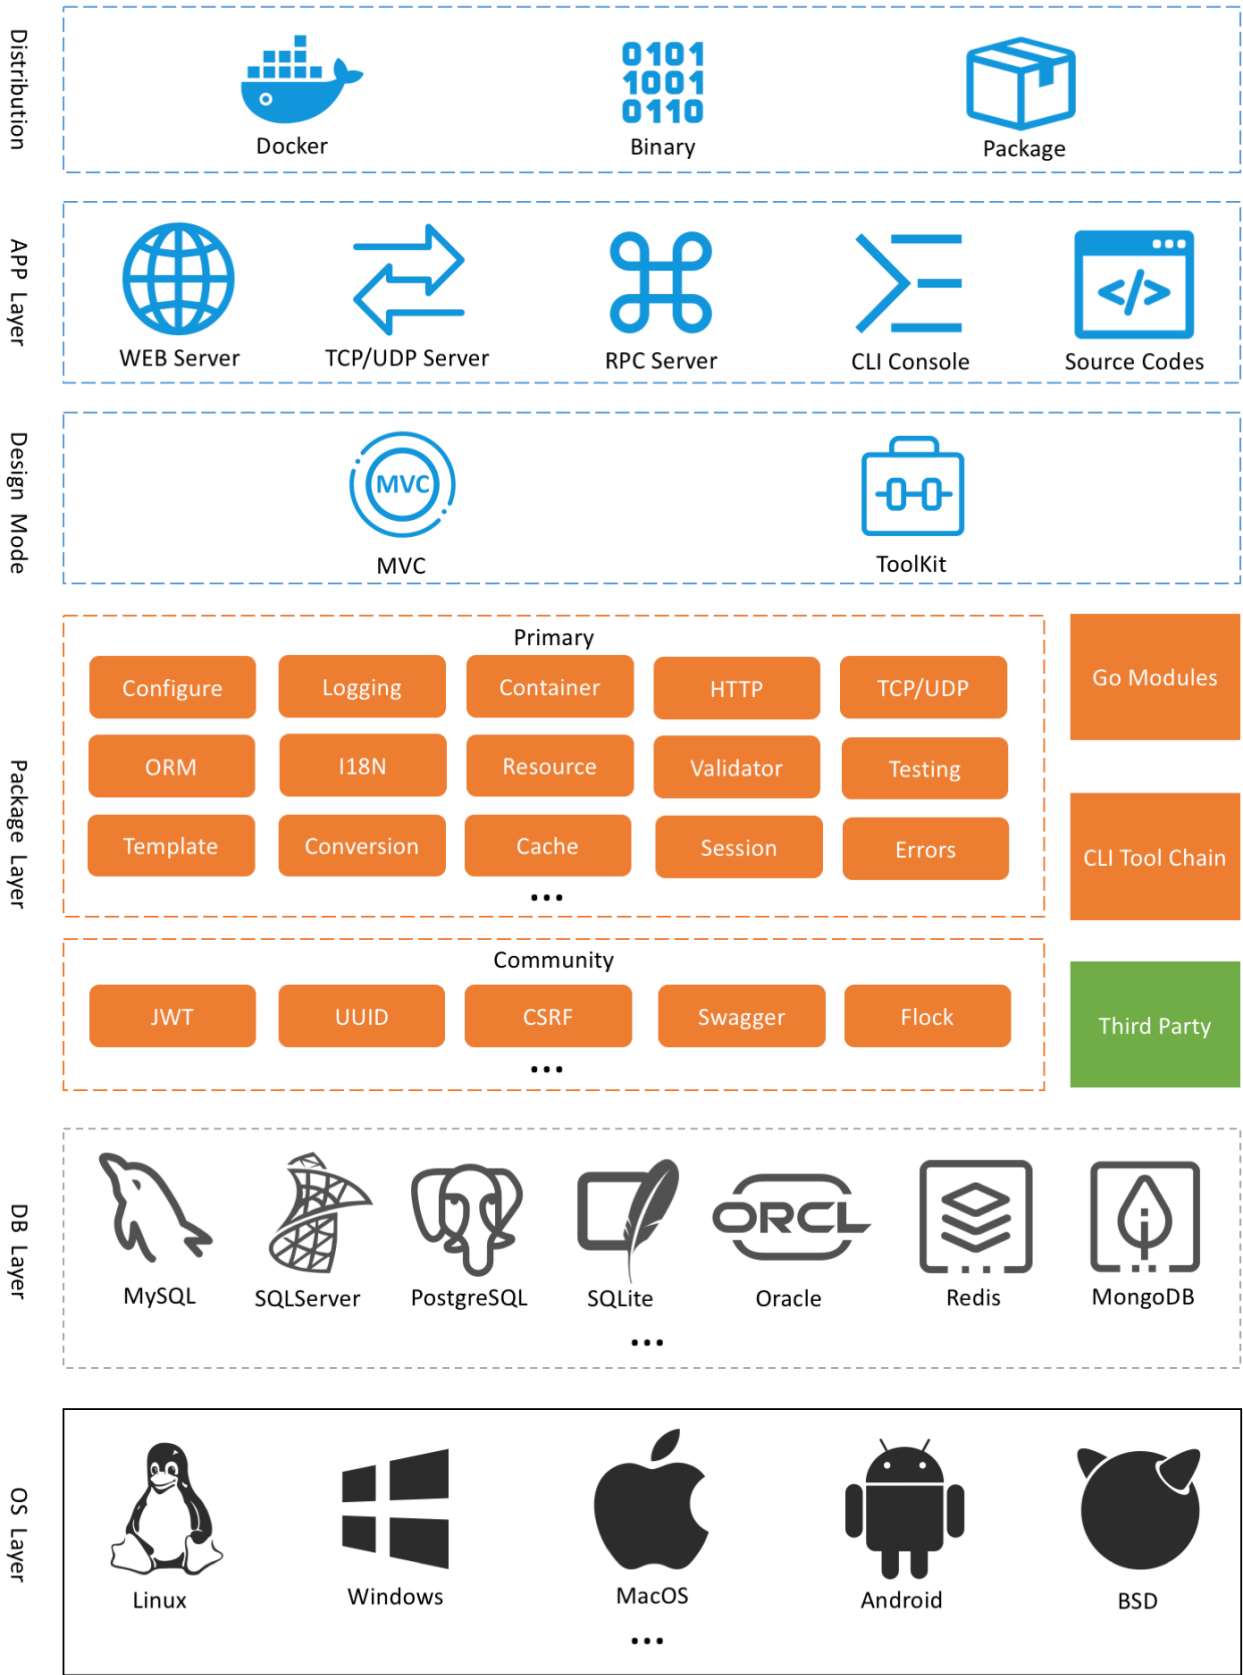 Distribution
0101
1001
0110
Docker
Binary
Package
APP Layer
WEB Server
TCP/UDP Server
RPC Server
CLI Console
</>
Source Codes
Design Mode
MVC
MVC
ToolKit
Package Layer
Primary
Configure
Logging
Container
HTTP
TCP/UDP
ORM
I18N
Resource
Validator
Testing
Template
Conversion
Cache
Session
Errors
...
Go Modules
CLI Tool Chain
Community
JWT
UUID
CSRF
Swagger
Flock
...
Third Party
DB Layer
ORCL
MySQL
SQLServer
PostgreSQL
SQLite
Oracle
Redis
MongoDB
...
OS Layer
Linux
Windows
MacOS
Android
BSD
...